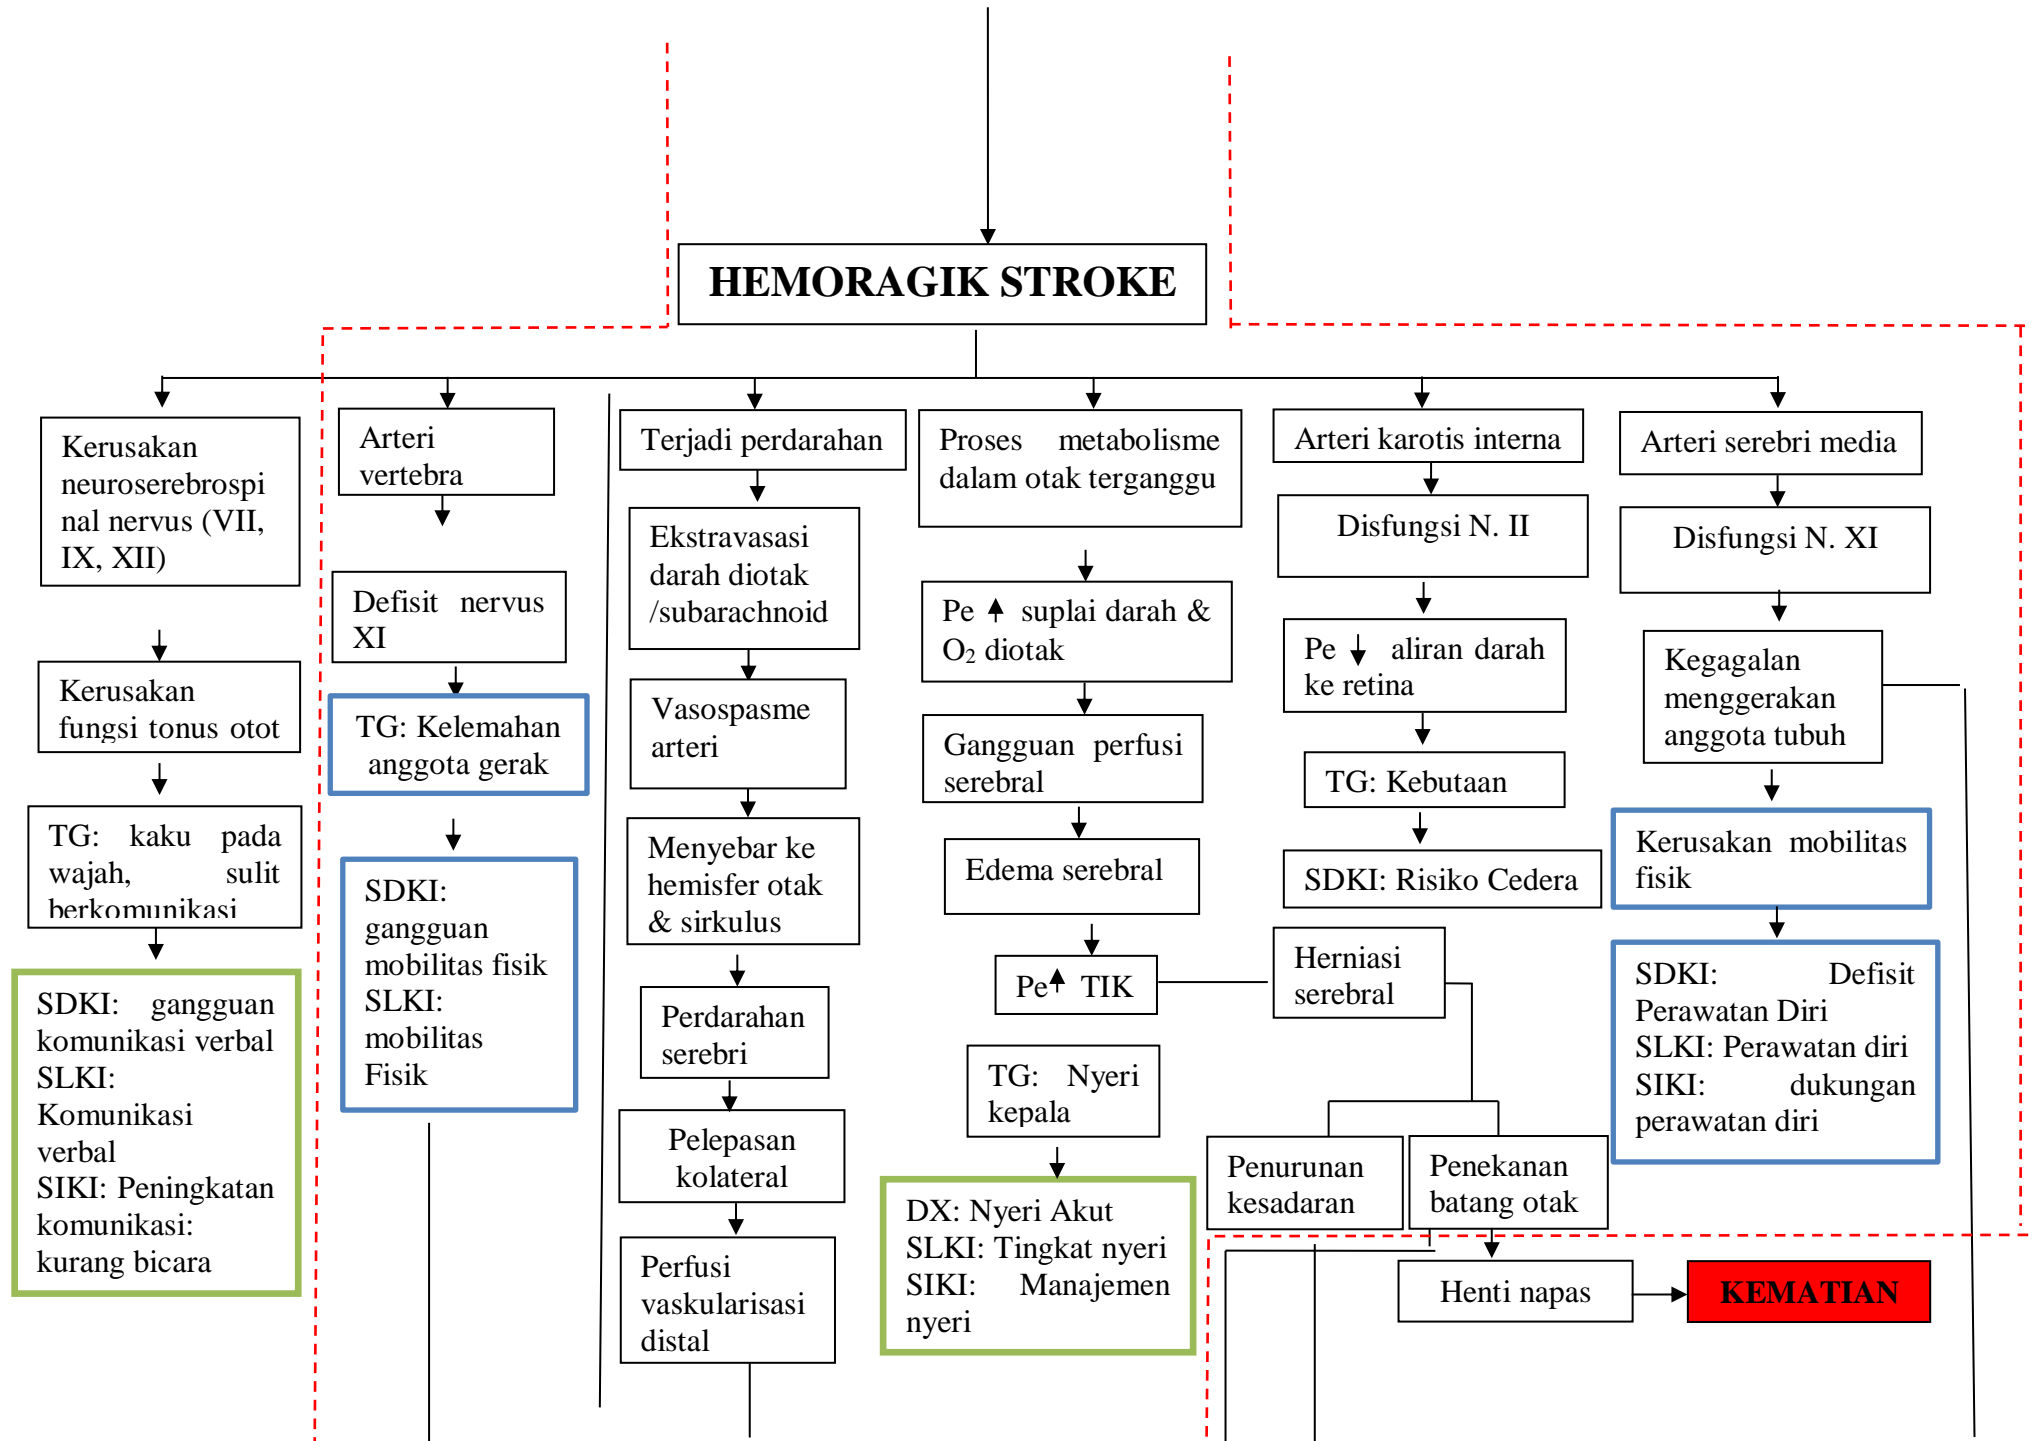 HEMORAGIK STROKE
Kerusakan
neuroserebrospi
nal nervus (VII,
IX, XII)
Kerusakan
fungsi tonus otot
TG: kaku pada
wajah, sulit
berkomunikasi
SDKI: gangguan
komunikasi verbal
SLKI:
Komunikasi
verbal
SIKI: Peningkatan
komunikasi:
kurang bicara
Arteri
vertebra
Defisit nervus
XI
TG: Kelemahan
anggota gerak
SDKI:
gangguan
mobilitas fisik
SLKI:
mobilitas
Fisik
Terjadi perdarahan
Ekstravasasi
darah diotak
/subarachnoid
Vasospasme
arteri
Menyebar ke
hemisfer otak
& sirkulus
Perdarahan
serebri
Pelepasan
kolateral
Perfusi
vaskularisasi
distal
Proses metabolisme
dalam otak terganggu
Pe ↑ suplai darah &
O₂ diotak
Gangguan perfusi
serebral
Edema serebral
Pe↑ TIK
TG: Nyeri
kepala
DX: Nyeri Akut
SLKI: Tingkat nyeri
SIKI: Manajemen
nyeri
Arteri karotis interna
Disfungsi N. II
Pe ↓ aliran darah
ke retina
TG: Kebutaan
SDKI: Risiko Cedera
Herniasi
serebral
Penurunan
kesadaran
Penekanan
batang otak
Henti napas
KEMATIAN
Arteri serebri media
Disfungsi N. XI
Kegagalan
menggerakan
anggota tubuh
Kerusakan mobilitas
fisik
SDKI: Defisit
Perawatan Diri
SLKI: Perawatan diri
SIKI: dukungan
perawatan diri